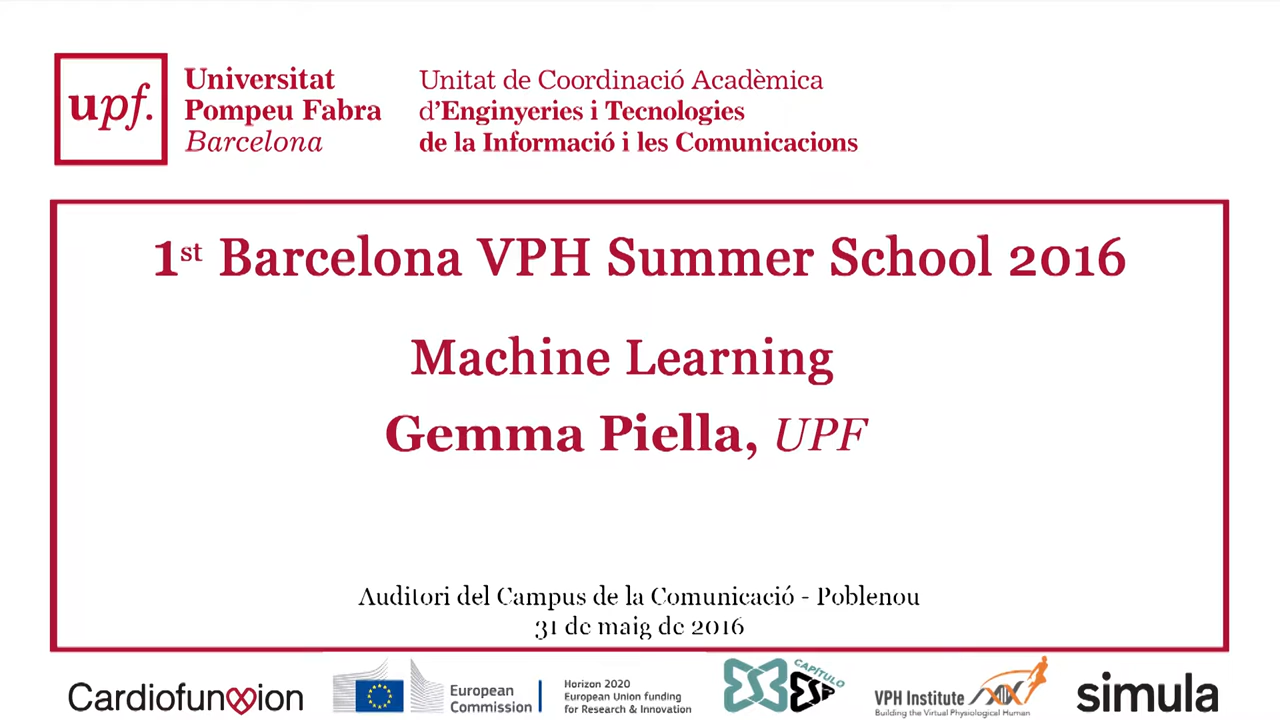 upf.
Universitat
Pompeu Fabra
Barcelona
Unitat de Coordinació Acadèmica
d'Enginyeries i Tecnologies
de la Informació i les Comunicacions
1st Barcelona VPH Summer School 2016
Machine Learning
Gemma Piella, UPF
Auditori del Campus de la Comunicació - Poblenou
31 de maig de 2016
Cardiofunxion
European
Commission
Horizon 2020
European Union funding
for Research & Innovation
CAPÍTULO
ESP
VPH Institute
Building the Virtual Physiological Human
simula